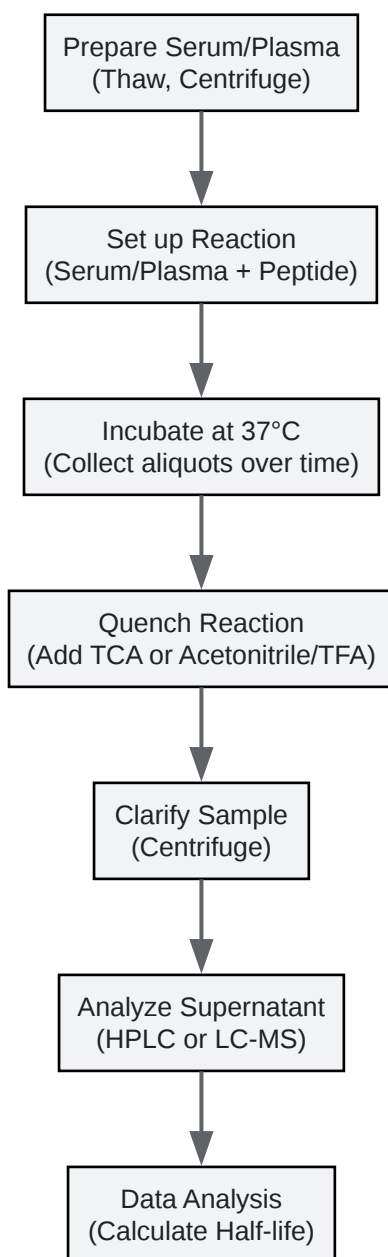 Prepare Serum/Plasma
(Thaw, Centrifuge)
Set up Reaction
(Serum/Plasma + Peptide)
Incubate at 37°C
(Collect aliquots over time)
Quench Reaction
(Add TCA or Acetonitrile/TFA)
Clarify Sample
(Centrifuge)
Analyze Supernatant
(HPLC or LC-MS)
Data Analysis
(Calculate Half-life)